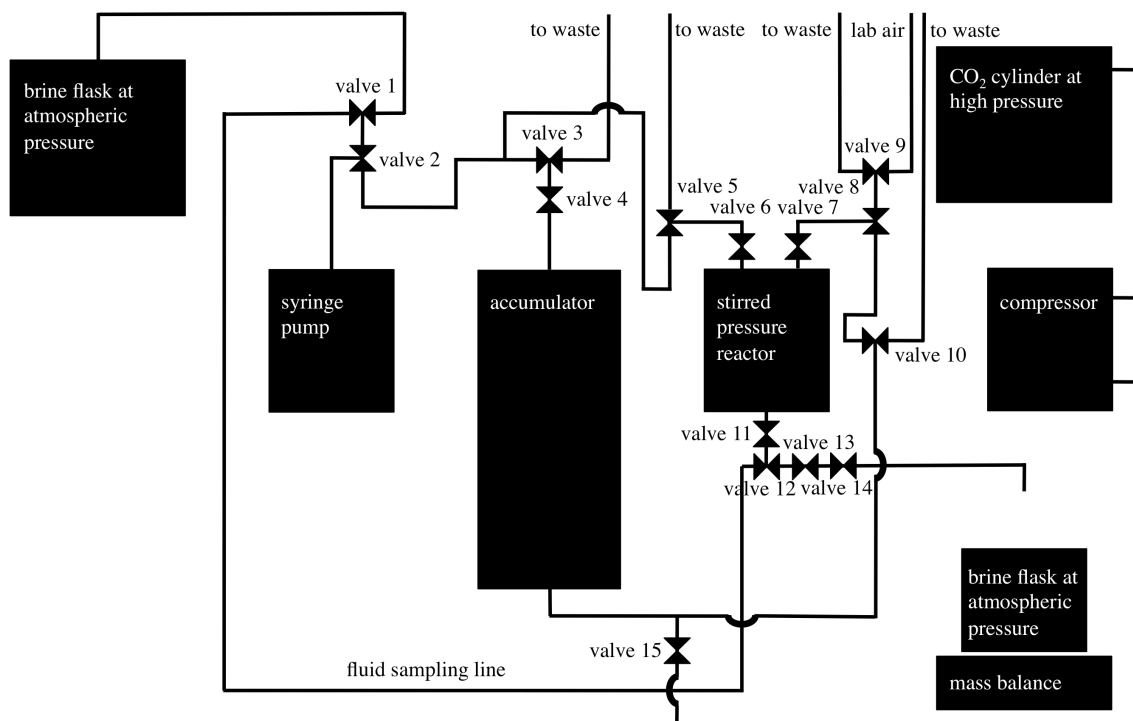 to waste
to waste
to waste
lab air
to waste
brine flask at
atmospheric
pressure
valve 1
CO₂ cylinder at
high pressure
valve 2
valve 3
valve 9
valve 4
valve 5
valve 8
valve 6
valve 7
syringe
pump
accumulator
stirred
pressure
reactor
compressor
valve 10
valve 11
valve 13
valve 12
valve 14
brine flask at
atmospheric
pressure
valve 15
fluid sampling line
mass balance